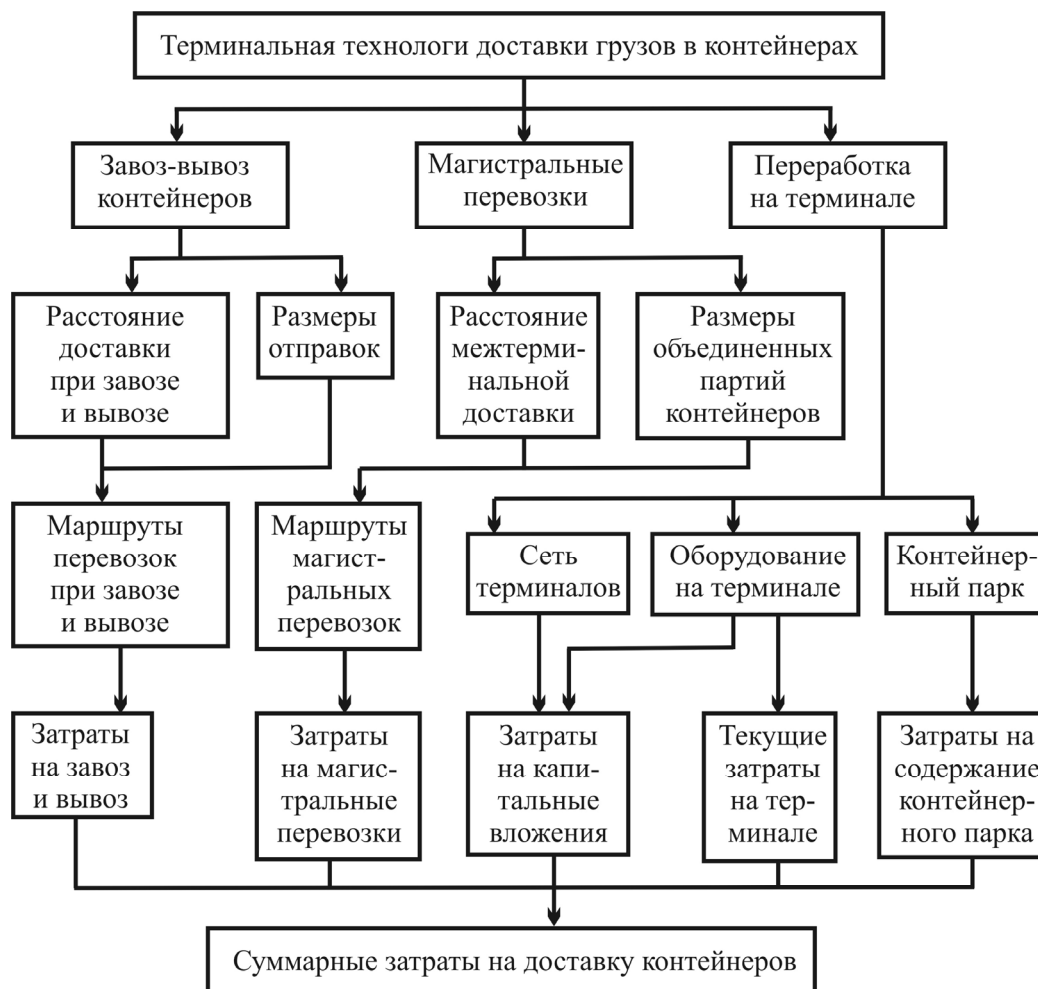 Терминальная технологи доставки грузов в контейнерах
Завоз-вывоз
контейнеров
Магистральные
перевозки
Переработка
на терминале
Расстояние
доставки
при завозе
и вывозе
Размеры
отправок
Расстояние
межтерми-
нальной
доставки
Размеры
объединенных
партий
контейнеров
Маршруты
перевозок
при завозе
и вывозе
Маршруты
магист-
ральных
перевозок
Сеть
терминалов
Оборудование
на терминале
Контейнер-
ный парк
Затраты
на завоз
и вывоз
Затраты
на магис-
тральные
перевозки
Затраты
на капи-
тальные
вложения
Текущие
затраты
на тер-
минале
Затраты на
содержание
контейнер-
ного парка
Суммарные затраты на доставку контейнеров